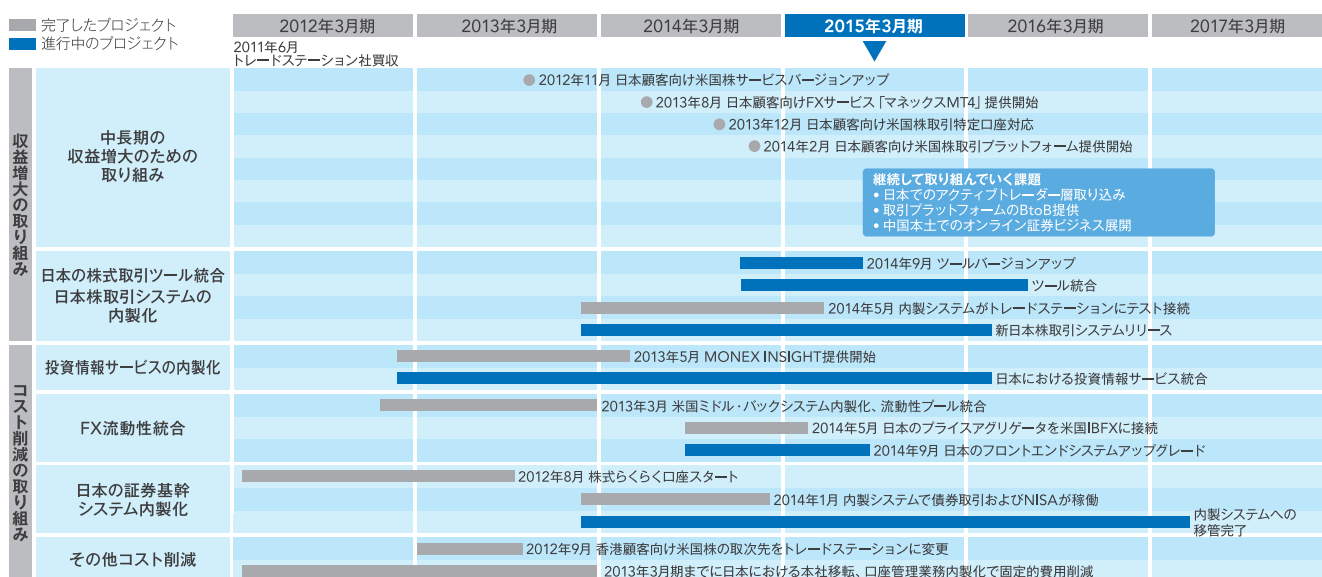 完了したプロジェクト
進行中のプロジェクト
2012年3月期
2013年3月期
2014年3月期
2015年3月期
2016年3月期
2017年3月期
2011年6月
トレードステーション社買収
収益増大の取り組み
中長期の
収益増大のための
取り組み
2012年11月 日本顧客向け米国株サービスバージョンアップ
2013年8月 日本顧客向けFXサービス「マネックスMT4」提供開始
2013年12月 日本顧客向け米国株取引特定口座対応
2014年2月 日本顧客向け米国株取引プラットフォーム提供開始
継続して取り組んでいく課題
• 日本でのアクティブトレーダー層取り込み
• 取引プラットフォームのBtoB提供
• 中国本土でのオンライン証券ビジネス展開
日本の株式取引ツール統合
日本株取引システムの
内製化
2014年9月 ツールバージョンアップ
ツール統合
2014年5月 内製システムがトレードステーションにテスト接続
新日本株取引システムリリース
コスト削減の取り組み
投資情報サービスの内製化
2013年5月 MONEX INSIGHT提供開始
日本における投資情報サービス統合
FX流動性統合
2013年3月 米国ミドル・バックシステム内製化、流動性プール統合
2014年5月 日本のプライスアグリゲータを米国IBFXに接続
2014年9月 日本のフロントエンドシステムアップグレード
日本の証券基幹
システム内製化
2012年8月 株式らくらく口座スタート
2014年1月 内製システムで債券取引およびNISAが稼働
内製システムへの
移管完了
その他コスト削減
2012年9月 香港顧客向け米国株の取次先をトレードステーションに変更
2013年3月期までに日本における本社移転、口座管理業務内製化で固定的費用削減